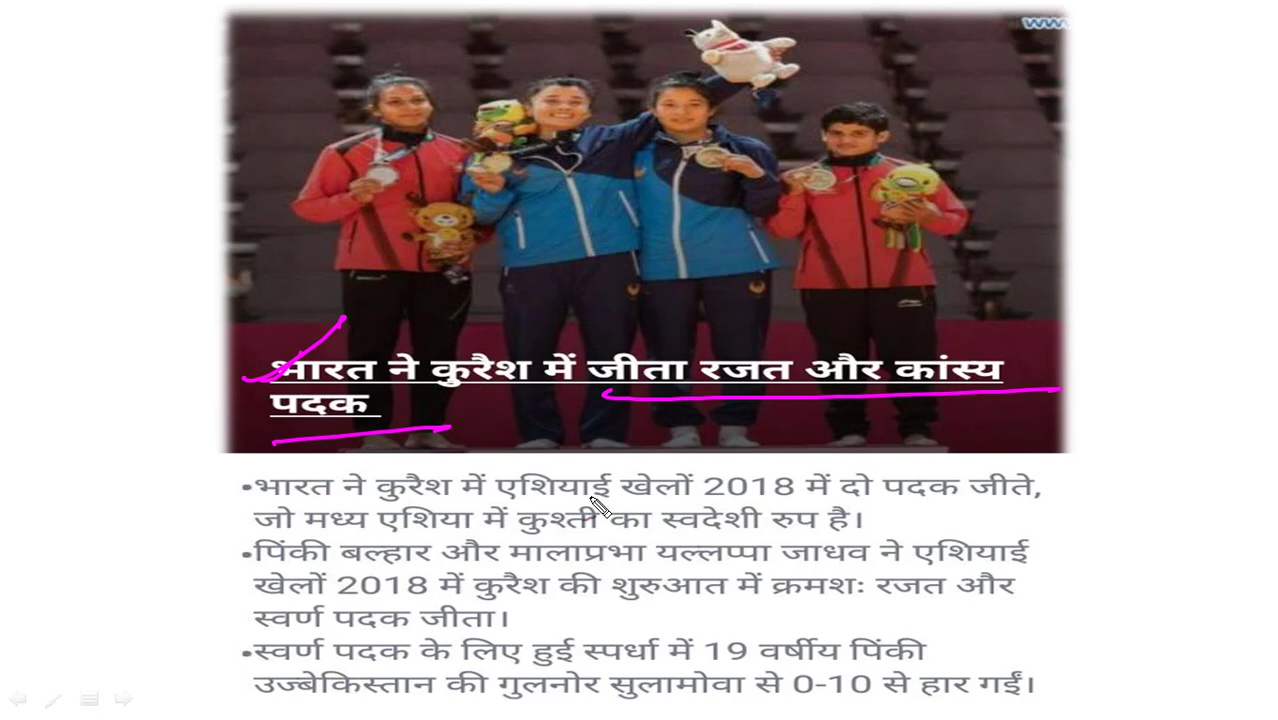 www.
भारत ने कुरैश में जीता रजत और कांस्य
पदक
•भारत ने कुरैश में एशियाई खेलों 2018 में दो पदक जीते,
जो मध्य एशिया में कुश्ती का स्वदेशी रुप है।
•पिंकी बल्हार और मालाप्रभा यल्लप्पा जाधव ने एशियाई
खेलों 2018 में कुरैश की शुरुआत में क्रमशः रजत और
स्वर्ण पदक जीता।
•स्वर्ण पदक के लिए हुई स्पर्धा में 19 वर्षीय पिंकी
उज्बेकिस्तान की गुलनोर सुलामोवा से 0-10 से हार गईं।